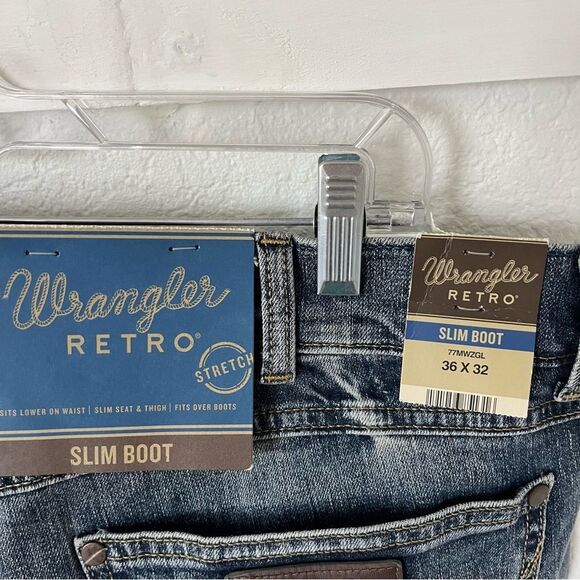 Wrangler
RETRO®
STRETCH
SITS LOWER ON WAIST | SLIM SEAT & THIGH | FITS OVER BOOTS
SLIM BOOT
Wrangler
RETRO®
SLIM BOOT
77MWZGL
36 X 32